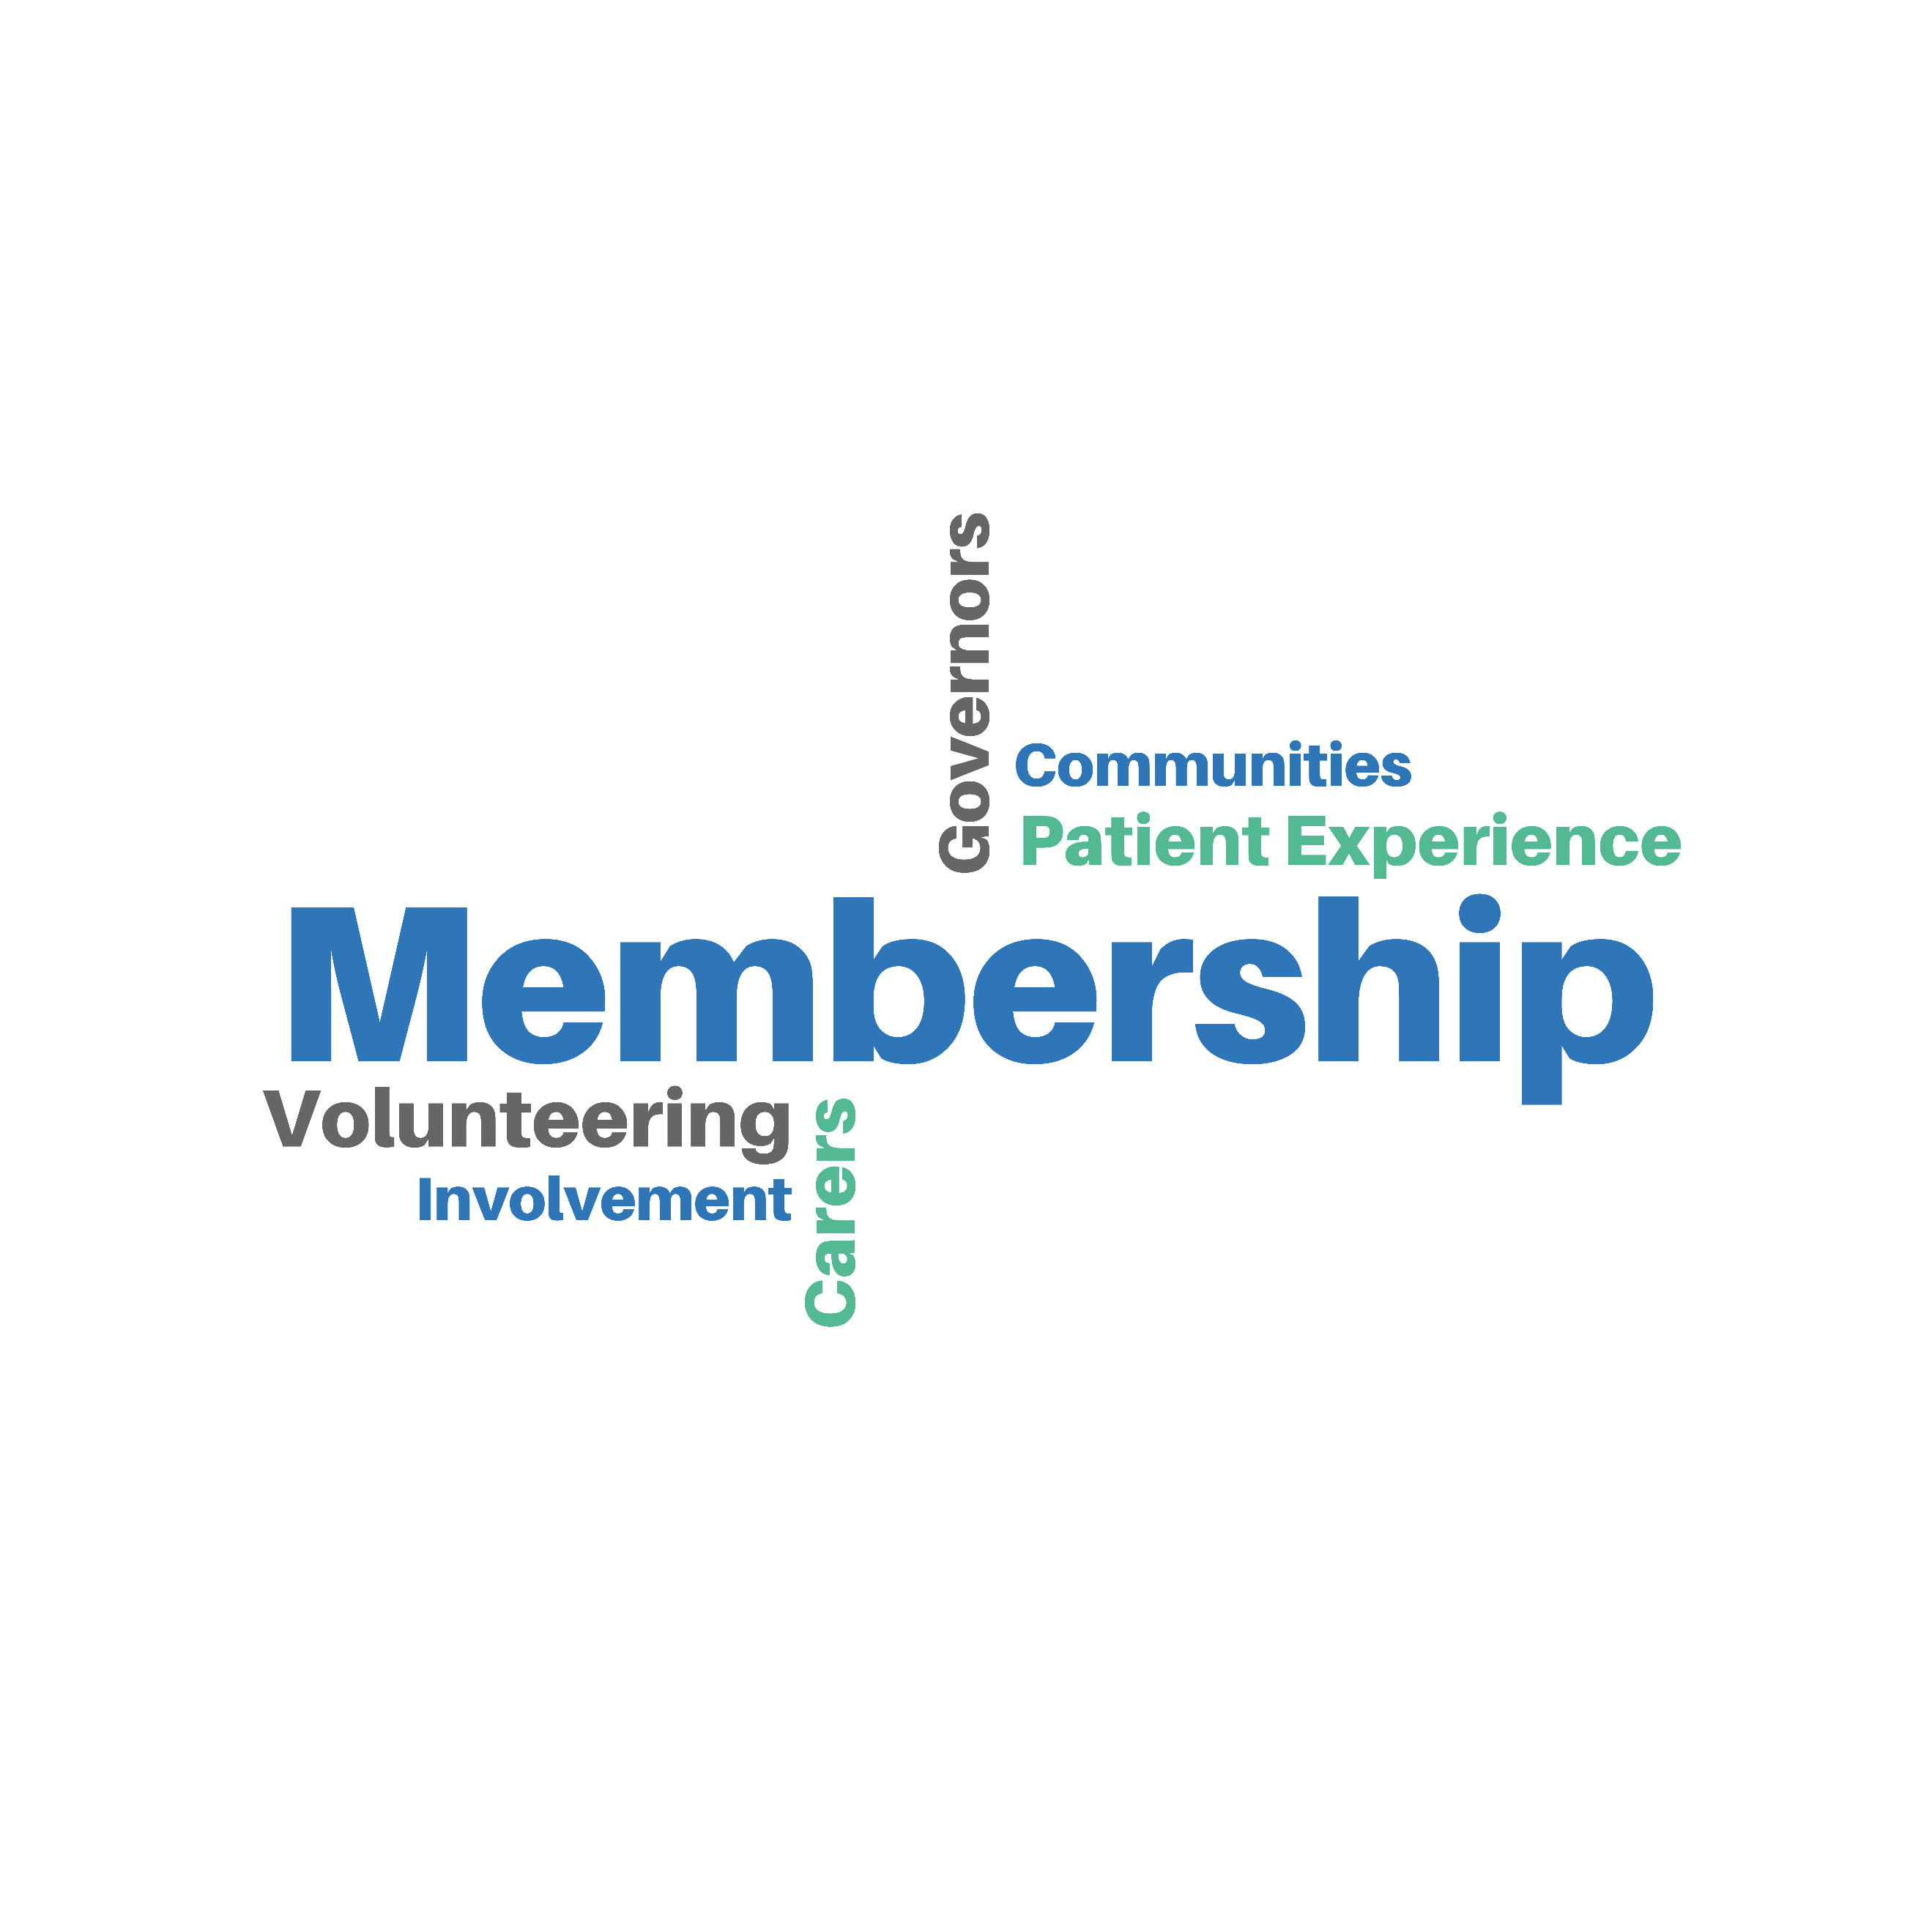 Governors
Communities
Patient Experience
Membership
Volunteering
Involvement
Carers